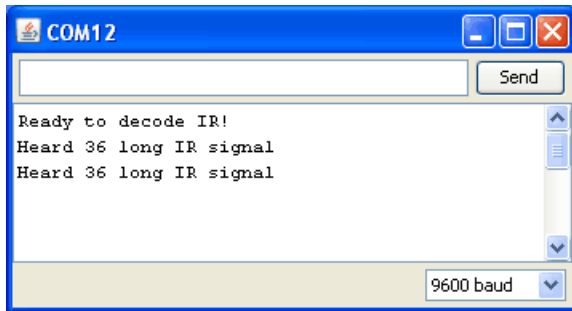 COM12
Send
Ready to decode IR!
Heard 36 long IR signal
Heard 36 long IR signal
9600 baud